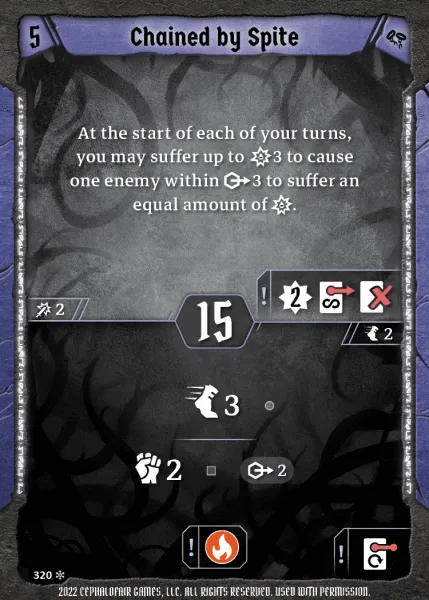 5
Chained by Spite
At the start of each of your turns,
you may suffer up to 3 to cause
one enemy within 3 to suffer an
equal amount of .
! 2
2
15
2
3
2 2
!
!
320
2022 CEPHALOFAIR GAMES, LLC. ALL RIGHTS RESERVED. USED WITH PERMISSION.